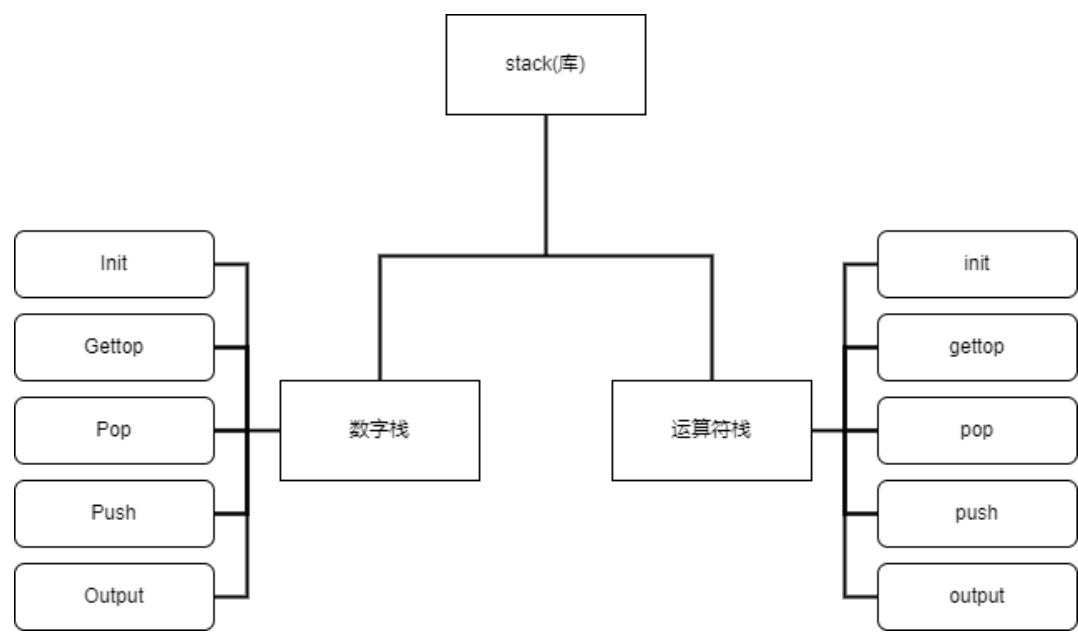 stack(库)
Init
Gettop
Pop
Push
Output
数字栈
运算符栈
init
gettop
pop
push
output